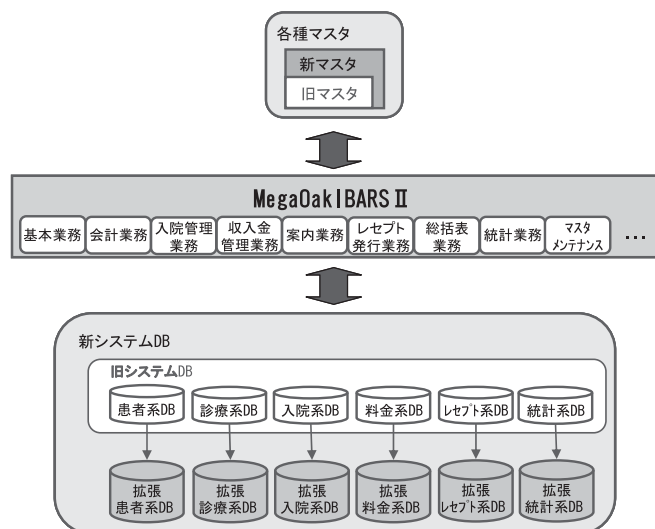 各種マスタ
新マスタ
旧マスタ
MegaOakIBARSⅡ
基本業務
会計業務
入院管理
業務
収入金
管理業務
案内業務
レセプト
発行業務
総括表
業務
統計業務
マスタ
メンテナンス
…
新システムDB
旧システムDB
患者系DB
診療系DB
入院系DB
料金系DB
レセプト系DB
統計系DB
拡張
患者系DB
拡張
診療系DB
拡張
入院系DB
拡張
料金系DB
拡張
レセプト系DB
拡張
統計系DB